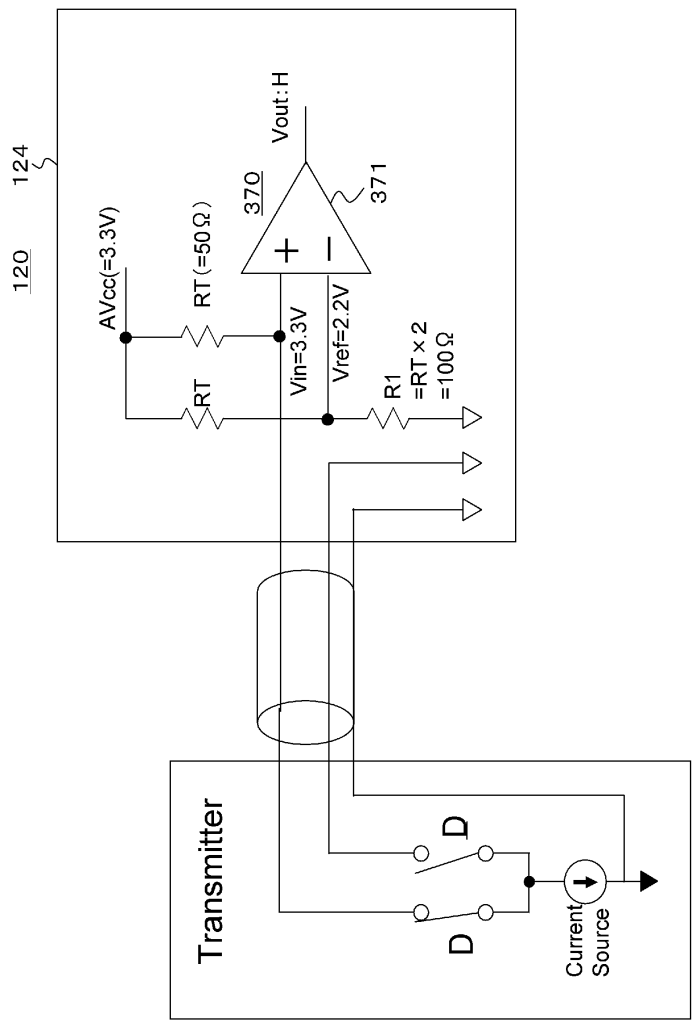 120
124
AVcc(=3.3V)
RT(=50Ω)
RT
370
Vout:H
371
+
−
Vin=3.3V
Vref=2.2V
R1
=RT×2
=100Ω
Transmitter
D
D
Current
Source